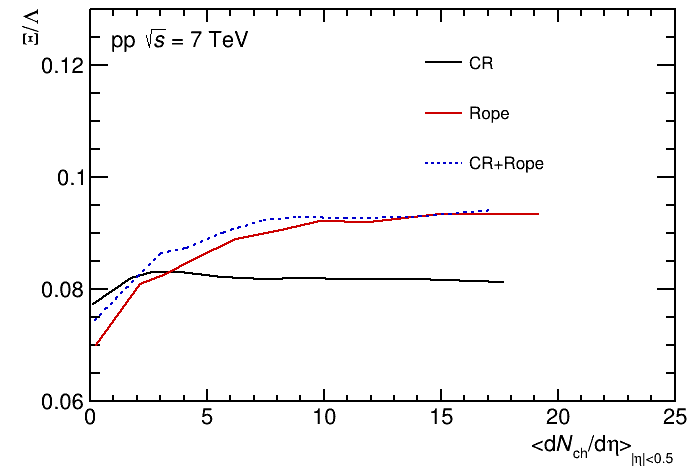 Ξ/Λ
pp √s = 7 TeV
CR
Rope
CR+Rope
0.12
0.1
0.08
0.06
0 5 10 15 20 25
<dN_ch/dη>_|η|<0.5